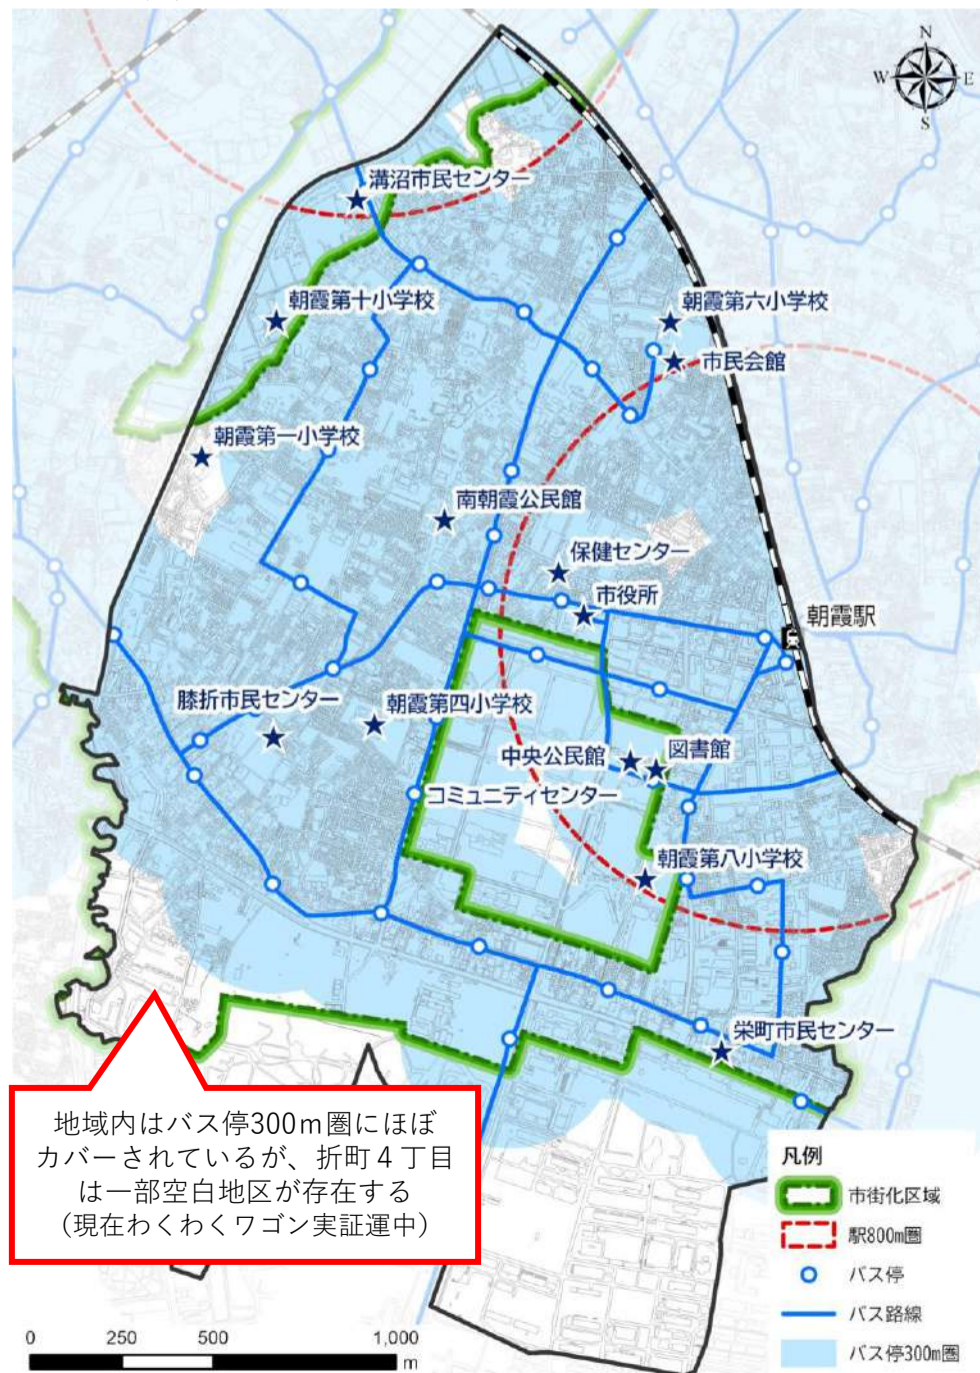 N
W
E
S
溝沼市民センター
朝霞第十小学校
朝霞第六小学校
市民会館
朝霞第一小学校
南朝霞公民館
保健センター
市役所
朝霞駅
膝折市民センター
朝霞第四小学校
中央公民館
図書館
コミュニティセンター
朝霞第八小学校
栄町市民センター
地域内はバス停300m圏にほぼ
カバーされているが、折町４丁目
は一部空白地区が存在する
（現在わくわくワゴン実証運中）
凡例
市街化区域
駅800m圏
バス停
バス路線
バス停300m圏
0 250 500 1,000
m